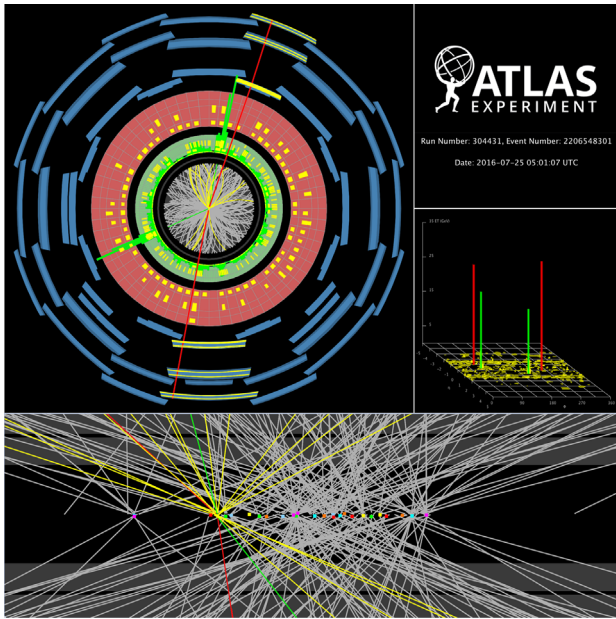 ATLAS
EXPERIMENT
Run Number: 304431, Event Number: 2206548301
Date: 2016-07-25 05:01:07 UTC